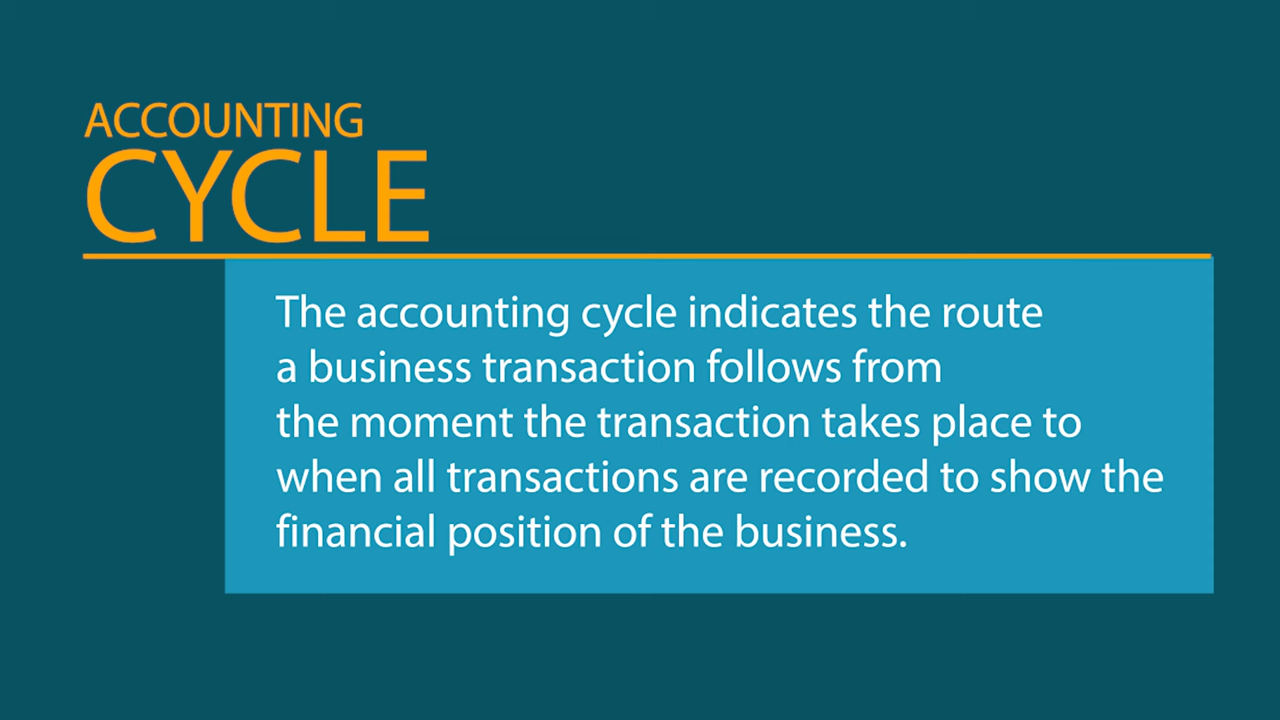 ACCOUNTING
CYCLE
The accounting cycle indicates the route
a business transaction follows from
the moment the transaction takes place to
when all transactions are recorded to show the
financial position of the business.